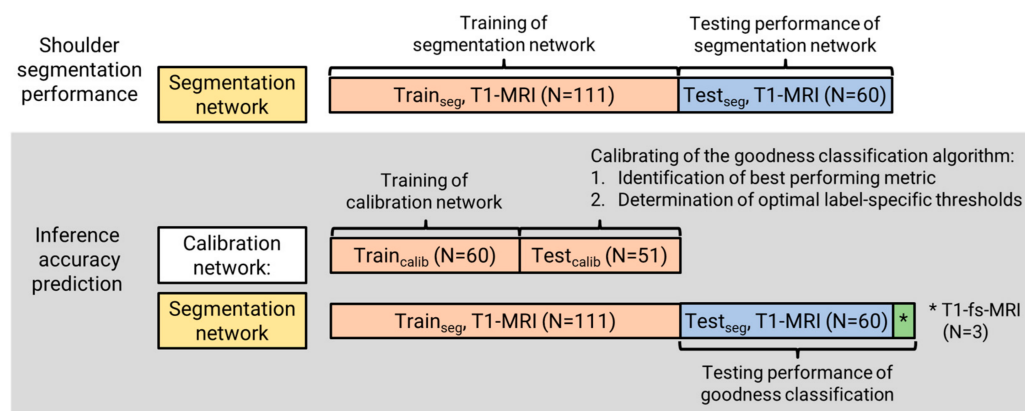 Shoulder
segmentation
performance
Segmentation
network
Training of
segmentation network
Testing performance of
segmentation network
Trainseg, T1-MRI (N=111)
Testseg, T1-MRI (N=60)
Inference
accuracy
prediction
Calibrating of the goodness classification algorithm:
1. Identification of best performing metric
2. Determination of optimal label-specific thresholds
Training of
calibration network
Calibration
network:
Traincalib (N=60)
Testcalib (N=51)
Segmentation
network
Trainseg, T1-MRI (N=111)
Testseg, T1-MRI (N=60)
*
* T1-fs-MRI
(N=3)
Testing performance of
goodness classification